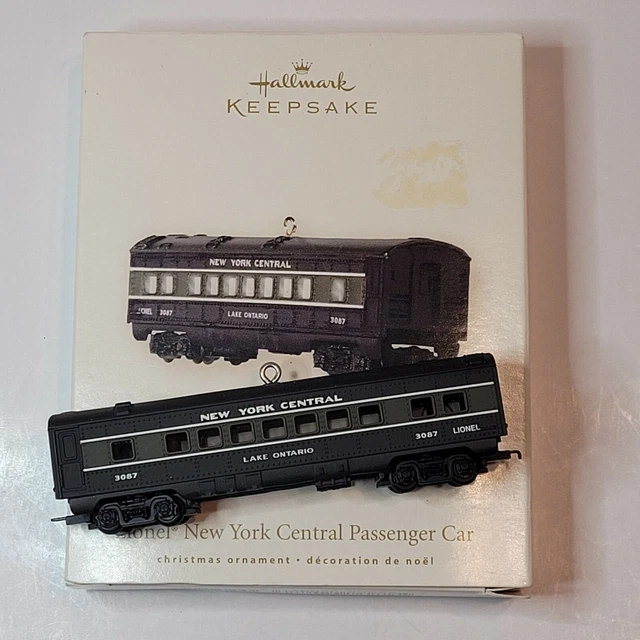 Hallmark
KEEPSAKE
NEW YORK CENTRAL
LIONEL 3087
LAKE ONTARIO
3087
NEW YORK CENTRAL
3087
LAKE ONTARIO
3087 LIONEL
Lionel® New York Central Passenger Car
christmas ornament • décoration de noël